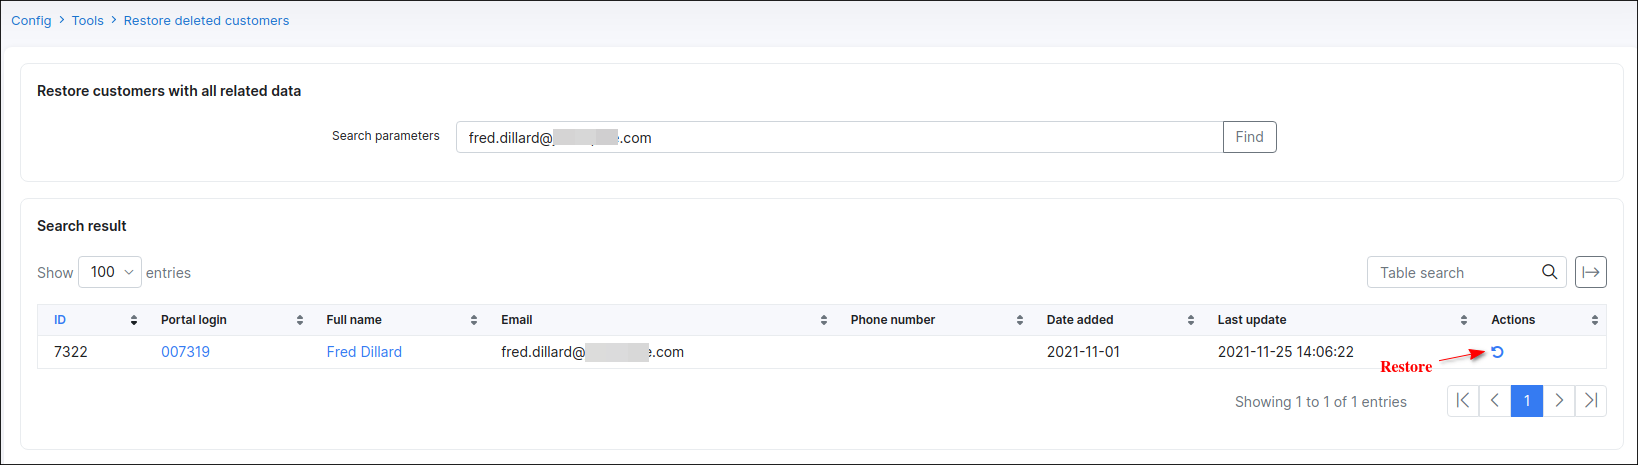 Config > Tools > Restore deleted customers
Restore customers with all related data
Search parameters fred.dillard@ .com Find
Search result
Show 100 entries Table search
ID Portal login Full name Email Phone number Date added Last update Actions
7322 007319 Fred Dillard fred.dillard@ e.com 2021-11-01 2021-11-25 14:06:22
Restore
Showing 1 to 1 of 1 entries 1